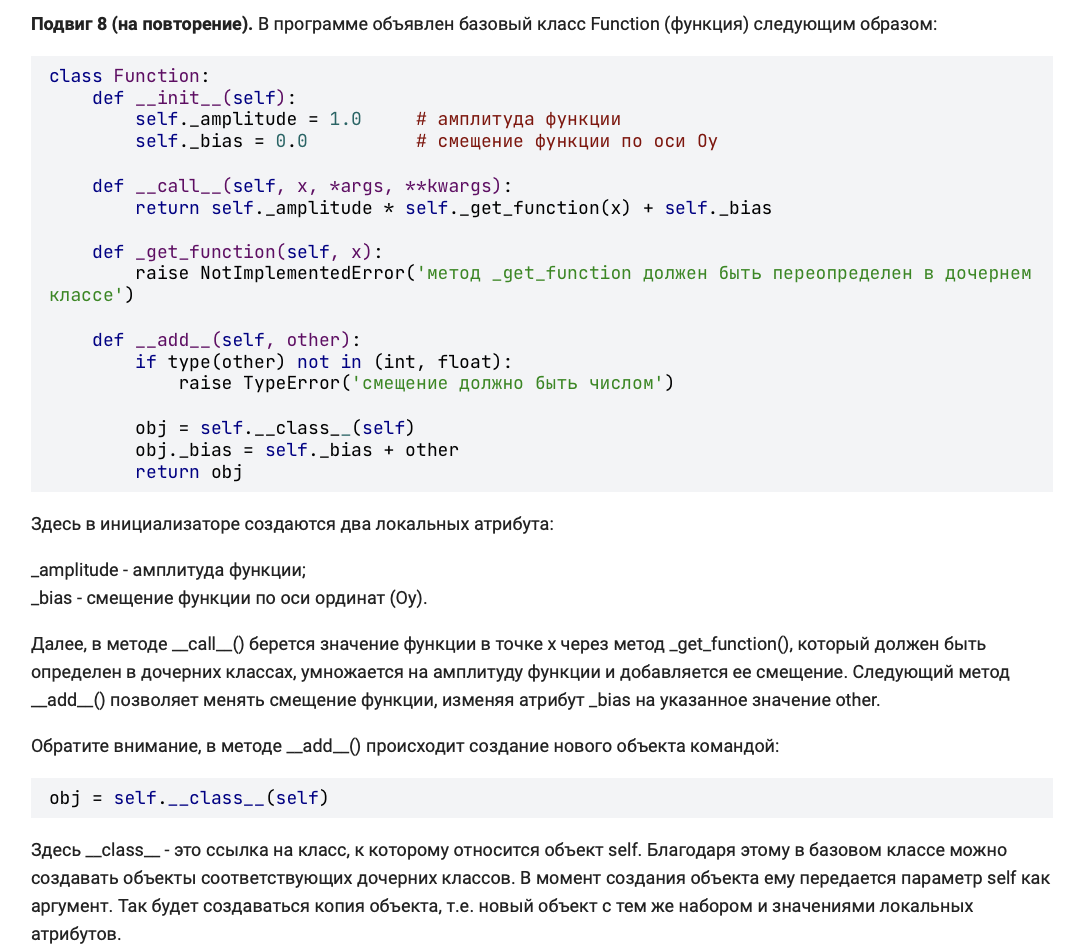 Подвиг 8 (на повторение). В программе объявлен базовый класс Function (функция) следующим образом:
class Function:
    def __init__(self):
        self._amplitude = 1.0     # амплитуда функции
        self._bias = 0.0          # смещение функции по оси Oy

    def __call__(self, x, *args, **kwargs):
        return self._amplitude * self._get_function(x) + self._bias

    def _get_function(self, x):
        raise NotImplementedError('метод _get_function должен быть переопределен в дочернем
классе')

    def __add__(self, other):
        if type(other) not in (int, float):
            raise TypeError('смещение должно быть числом')

        obj = self.__class__(self)
        obj._bias = self._bias + other
        return obj
Здесь в инициализаторе создаются два локальных атрибута:
_amplitude - амплитуда функции;
_bias - смещение функции по оси ординат (Oy).
Далее, в методе __call__() берется значение функции в точке x через метод _get_function(), который должен быть
определен в дочерних классах, умножается на амплитуду функции и добавляется ее смещение. Следующий метод
__add__() позволяет менять смещение функции, изменяя атрибут _bias на указанное значение other.
Обратите внимание, в методе __add__() происходит создание нового объекта командой:
obj = self.__class__(self)
Здесь __class__ - это ссылка на класс, к которому относится объект self. Благодаря этому в базовом классе можно
создавать объекты соответствующих дочерних классов. В момент создания объекта ему передается параметр self как
аргумент. Так будет создаваться копия объекта, т.е. новый объект с тем же набором и значениями локальных
атрибутов.